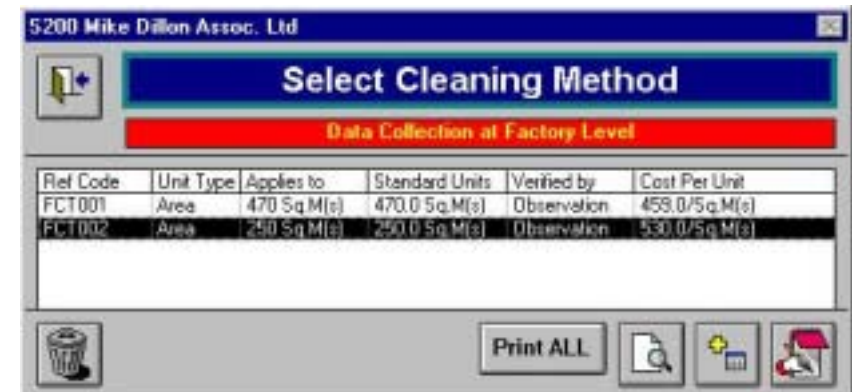 5200 Mike Dillon Assoc. Ltd
Select Cleaning Method
Data Collection at Factory Level
Ref Code Unit Type Applies to Standard Units Verified by Cost Per Unit
FCT001 Area 470 Sq.M(s) 470.0 Sq.M(s) Observation 459.0/Sq.M(s)
FCT002 Area 250 Sq.M(s) 250.0 Sq.M(s) Observation 530.0/Sq.M(s)
Print ALL